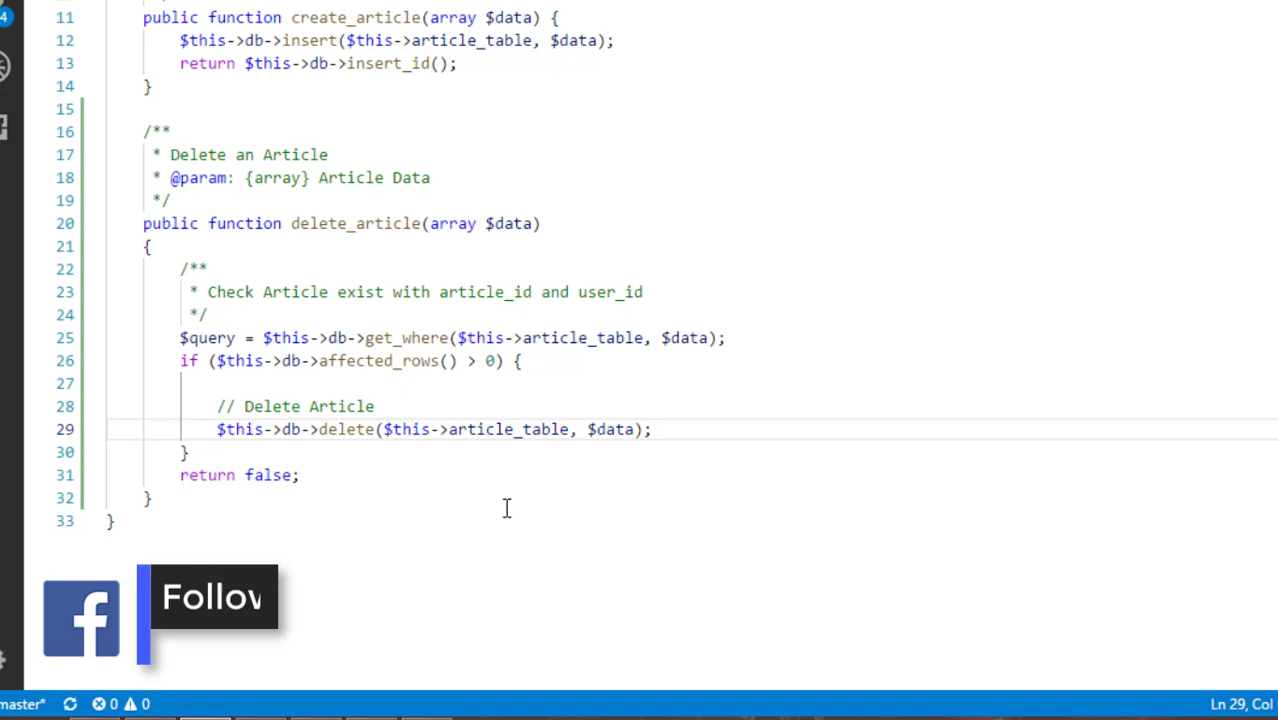 4
11 public function create_article(array $data) {
12 $this->db->insert($this->article_table, $data);
13 return $this->db->insert_id();
14 }
15
16 /**
17 * Delete an Article
18 * @param: {array} Article Data
19 */
20 public function delete_article(array $data)
21 {
22 /**
23 * Check Article exist with article_id and user_id
24 */
25 $query = $this->db->get_where($this->article_table, $data);
26 if ($this->db->affected_rows() > 0) {
27
28 // Delete Article
29 $this->db->delete($this->article_table, $data);
30 }
31 return false;
32 }
33 }
f Follow
master* 0 0 Ln 29, Col